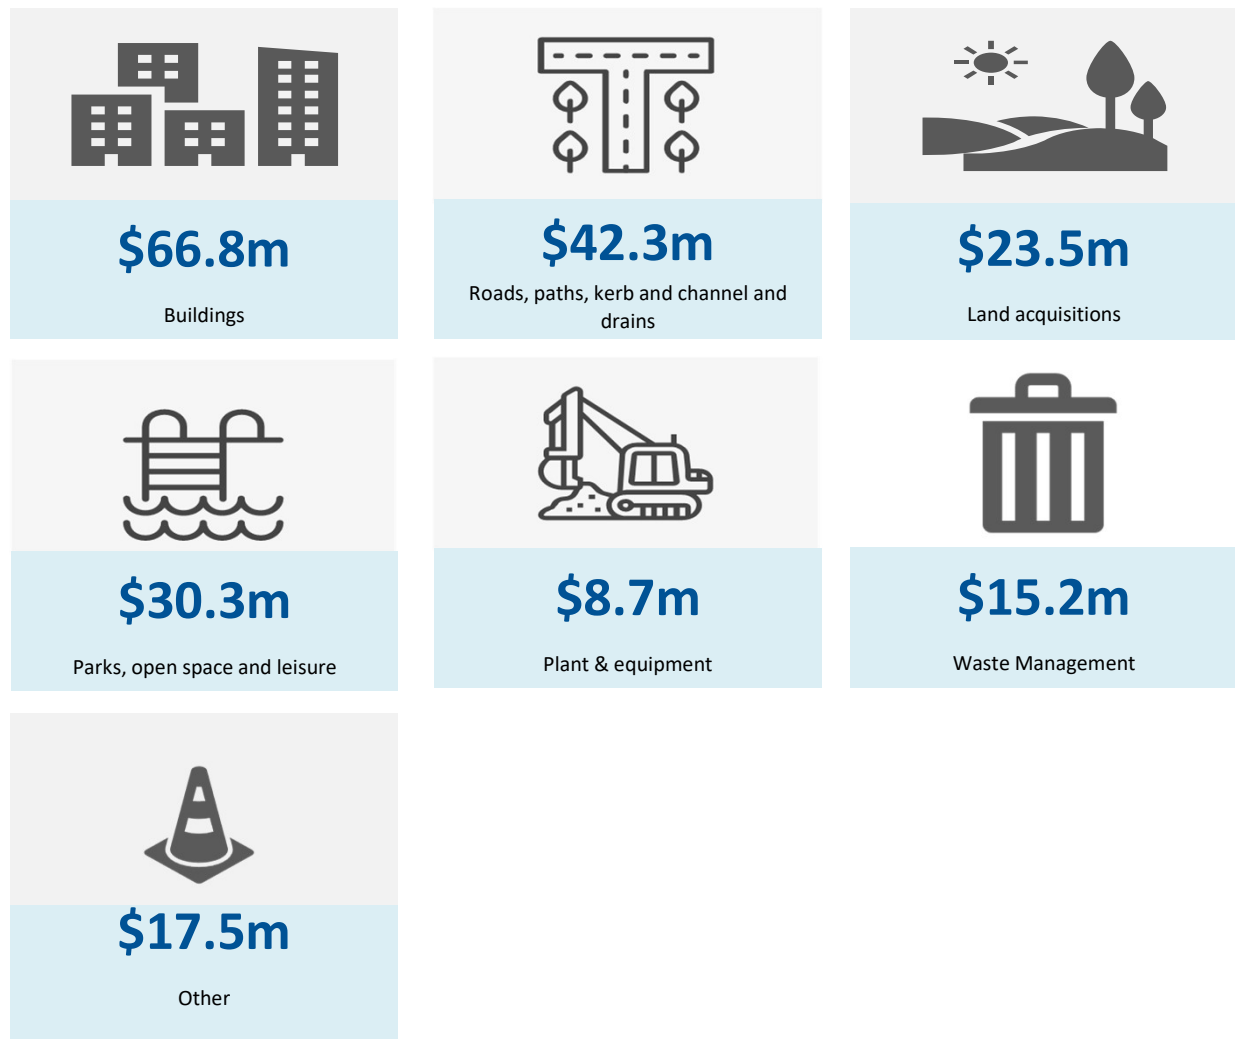 $66.8m
Buildings
$42.3m
Roads, paths, kerb and channel and
drains
$23.5m
Land acquisitions
$30.3m
Parks, open space and leisure
$8.7m
Plant & equipment
$15.2m
Waste Management
$17.5m
Other